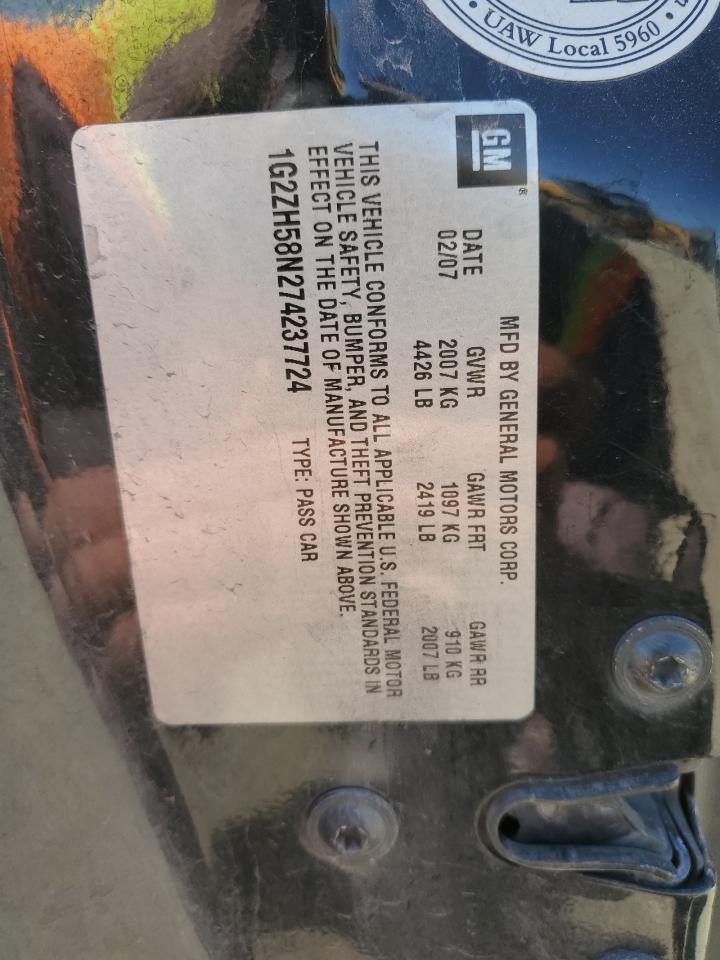 UAW Local 5960
GM
®
MFD BY GENERAL MOTORS CORP.
DATE GVWR GAWR FRT GAWR RR
02/07 2007 KG 1097 KG 910 KG
4426 LB 2419 LB 2007 LB
THIS VEHICLE CONFORMS TO ALL APPLICABLE U.S. FEDERAL MOTOR
VEHICLE SAFETY, BUMPER, AND THEFT PREVENTION STANDARDS IN
EFFECT ON THE DATE OF MANUFACTURE SHOWN ABOVE.
1G2ZH58N274237724 TYPE: PASS CAR